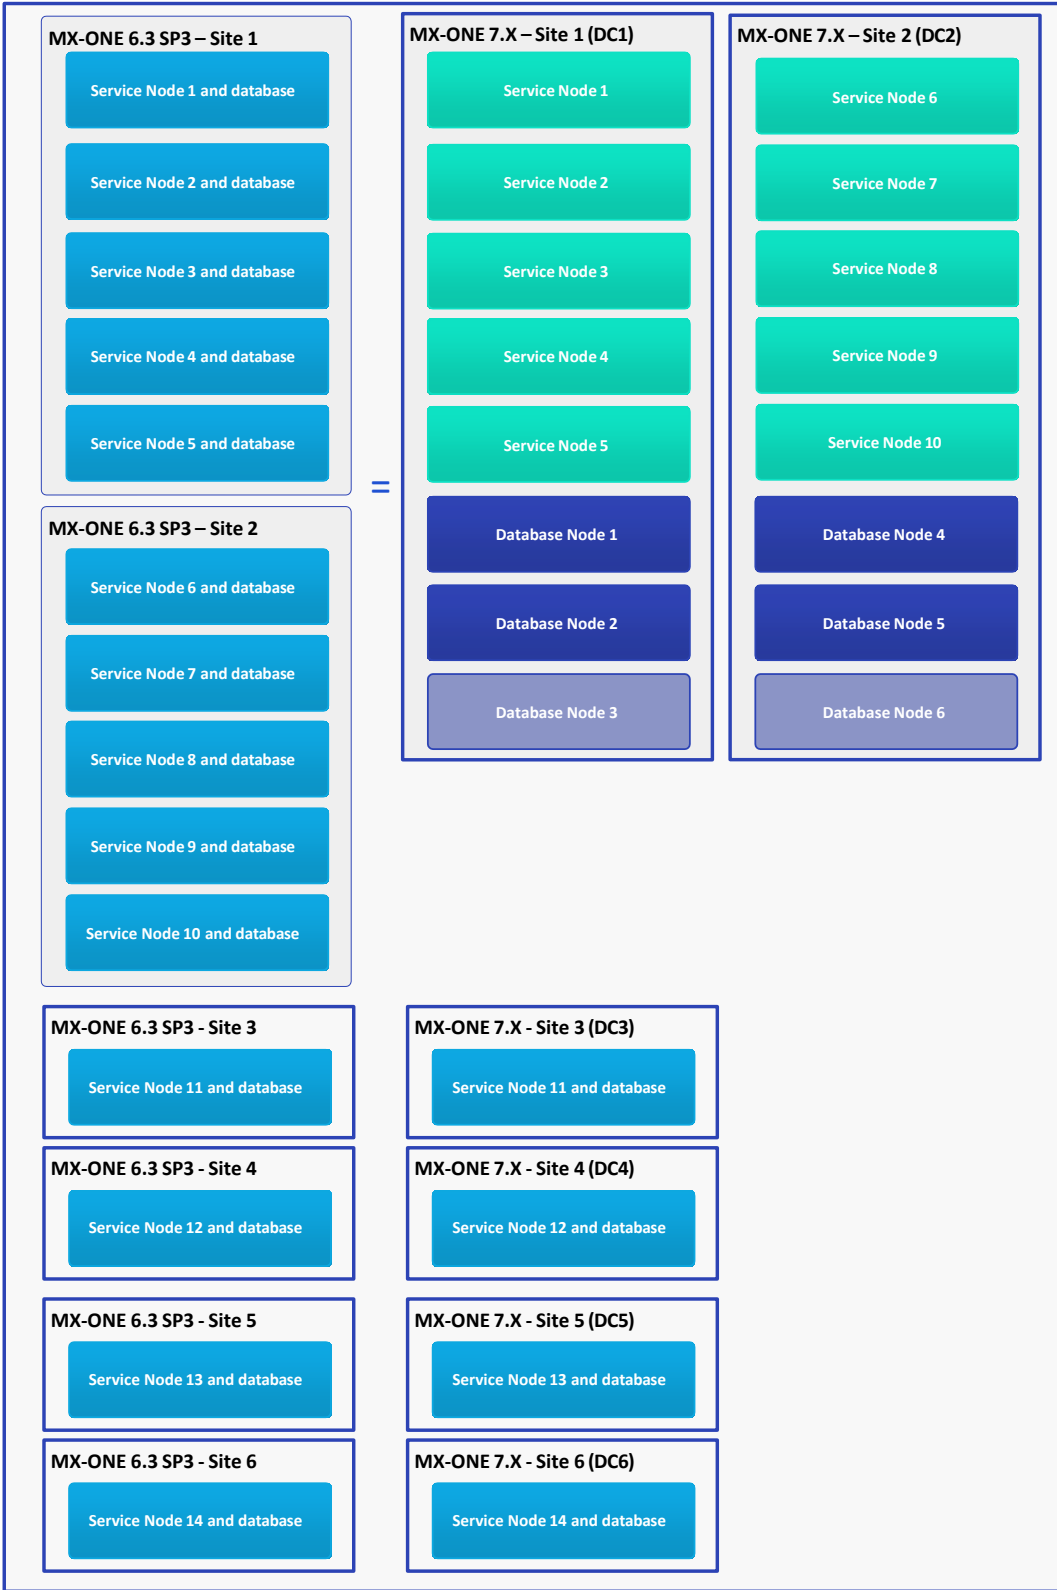 MX-ONE 6.3 SP3 – Site 1
Service Node 1 and database
Service Node 2 and database
Service Node 3 and database
Service Node 4 and database
Service Node 5 and database
MX-ONE 6.3 SP3 – Site 2
Service Node 6 and database
Service Node 7 and database
Service Node 8 and database
Service Node 9 and database
Service Node 10 and database
=
MX-ONE 7.X – Site 1 (DC1)
Service Node 1
Service Node 2
Service Node 3
Service Node 4
Service Node 5
Database Node 1
Database Node 2
Database Node 3
MX-ONE 7.X – Site 2 (DC2)
Service Node 6
Service Node 7
Service Node 8
Service Node 9
Service Node 10
Database Node 4
Database Node 5
Database Node 6
MX-ONE 6.3 SP3 - Site 3
Service Node 11 and database
MX-ONE 7.X - Site 3 (DC3)
Service Node 11 and database
MX-ONE 6.3 SP3 - Site 4
Service Node 12 and database
MX-ONE 7.X - Site 4 (DC4)
Service Node 12 and database
MX-ONE 6.3 SP3 - Site 5
Service Node 13 and database
MX-ONE 7.X - Site 5 (DC5)
Service Node 13 and database
MX-ONE 6.3 SP3 - Site 6
Service Node 14 and database
MX-ONE 7.X - Site 6 (DC6)
Service Node 14 and database